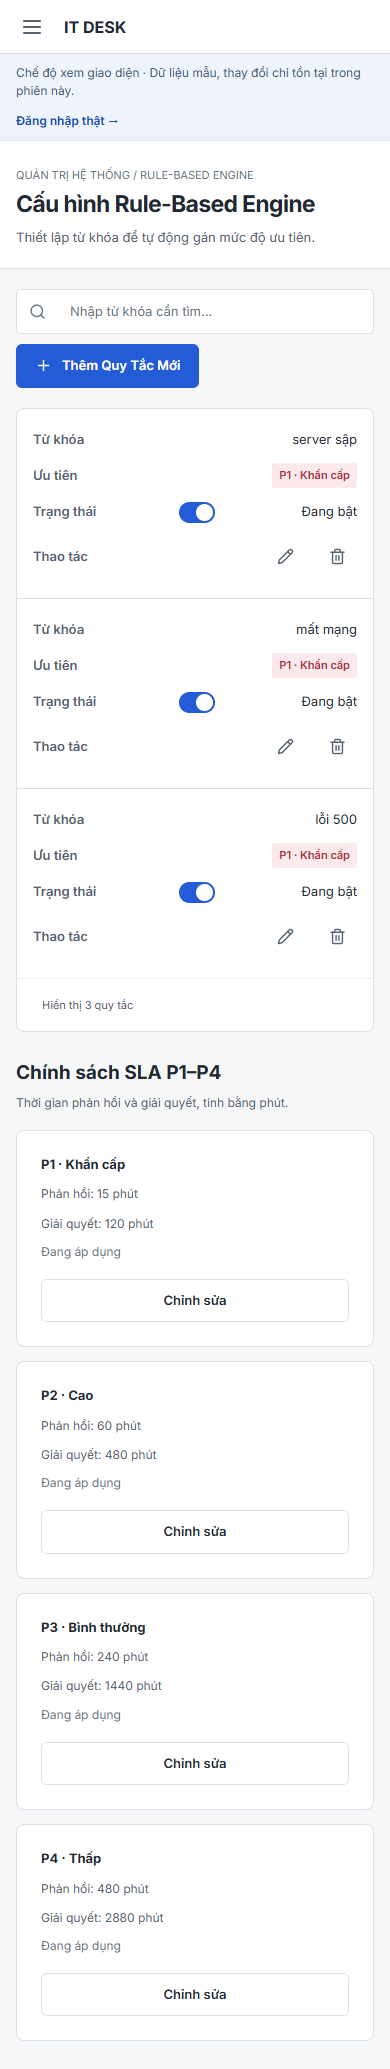 IT DESK
Chế độ xem giao diện · Dữ liệu mẫu, thay đổi chỉ tồn tại trong
phiên này.
Đăng nhập thật →
QUẢN TRỊ HỆ THỐNG / RULE-BASED ENGINE
Cấu hình Rule-Based Engine
Thiết lập từ khóa để tự động gán mức độ ưu tiên.
Nhập từ khóa cần tìm...
Thêm Quy Tắc Mới
Từ khóa server sập
Ưu tiên P1 · Khẩn cấp
Trạng thái Đang bật
Thao tác
Từ khóa mất mạng
Ưu tiên P1 · Khẩn cấp
Trạng thái Đang bật
Thao tác
Từ khóa lỗi 500
Ưu tiên P1 · Khẩn cấp
Trạng thái Đang bật
Thao tác
Hiển thị 3 quy tắc
Chính sách SLA P1–P4
Thời gian phản hồi và giải quyết, tính bằng phút.
P1 · Khẩn cấp
Phản hồi: 15 phút
Giải quyết: 120 phút
Đang áp dụng
Chỉnh sửa
P2 · Cao
Phản hồi: 60 phút
Giải quyết: 480 phút
Đang áp dụng
Chỉnh sửa
P3 · Bình thường
Phản hồi: 240 phút
Giải quyết: 1440 phút
Đang áp dụng
Chỉnh sửa
P4 · Thấp
Phản hồi: 480 phút
Giải quyết: 2880 phút
Đang áp dụng
Chỉnh sửa